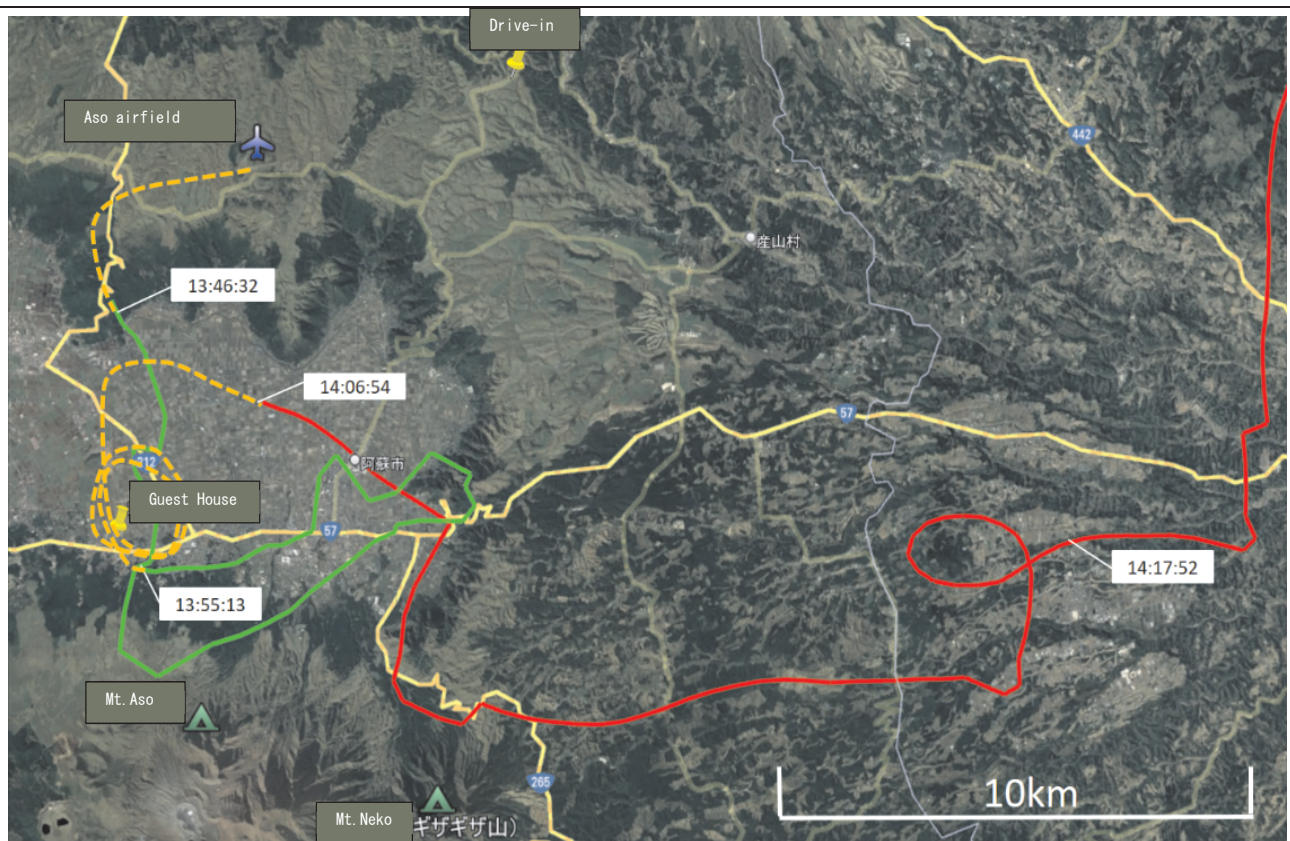 Drive-in
Aso airfield
442
産山村
13:46:32
14:06:54
57
阿蘇市
212
Guest House
57
14:17:52
13:55:13
Mt.Aso
265
10km
Mt.Neko
ギザギザ山)